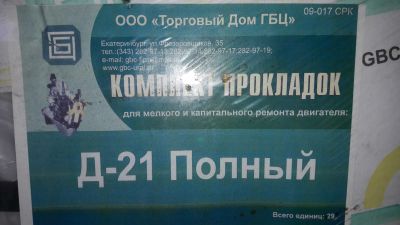 09-017 СРК
ООО «Торговый Дом ГБЦ»
Екатеринбург ул.Фрезеровщиков, 35
GBC
КОМПЛЕКТ ПРОКЛАДОК
для мелкого и капитального ремонта двигателя:
Д-21 Полный
Всего единиц: 29